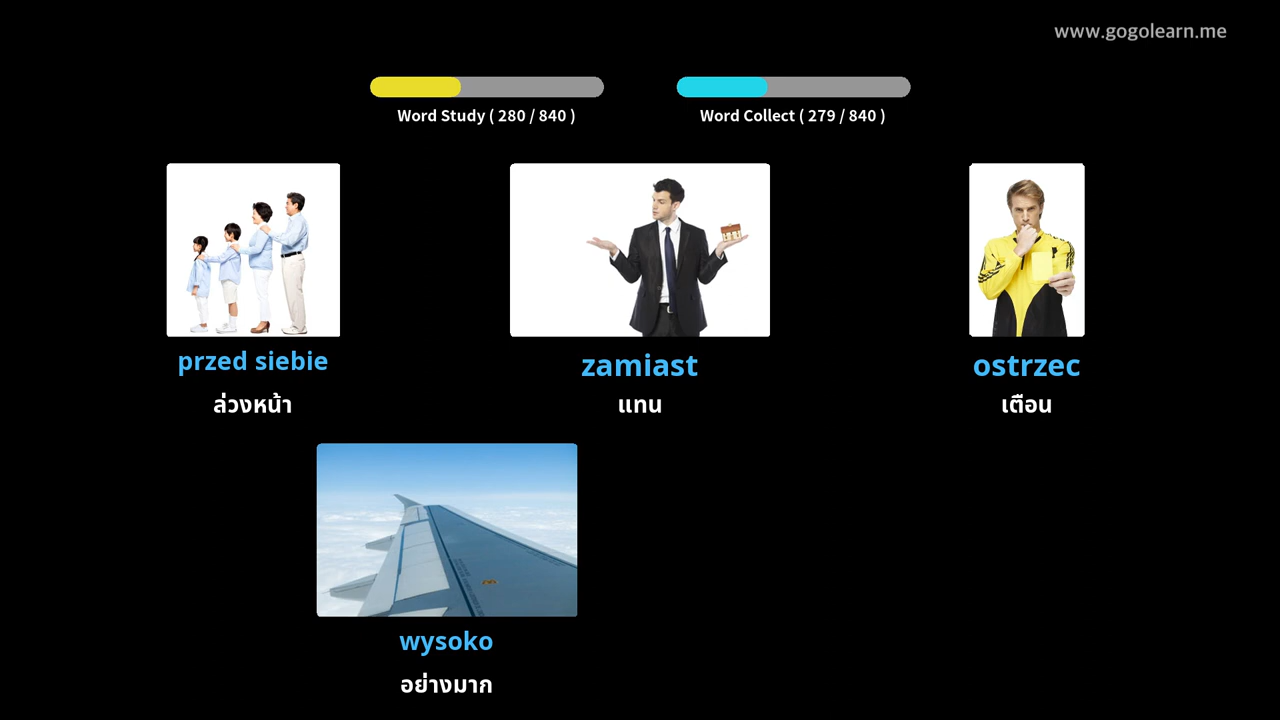 www.gogolearn.me
Word Study ( 280 / 840 )
Word Collect ( 279 / 840 )
przed siebie
ล่วงหน้า
zamiast
แทน
ostrzec
เตือน
wysoko
อย่างมาก